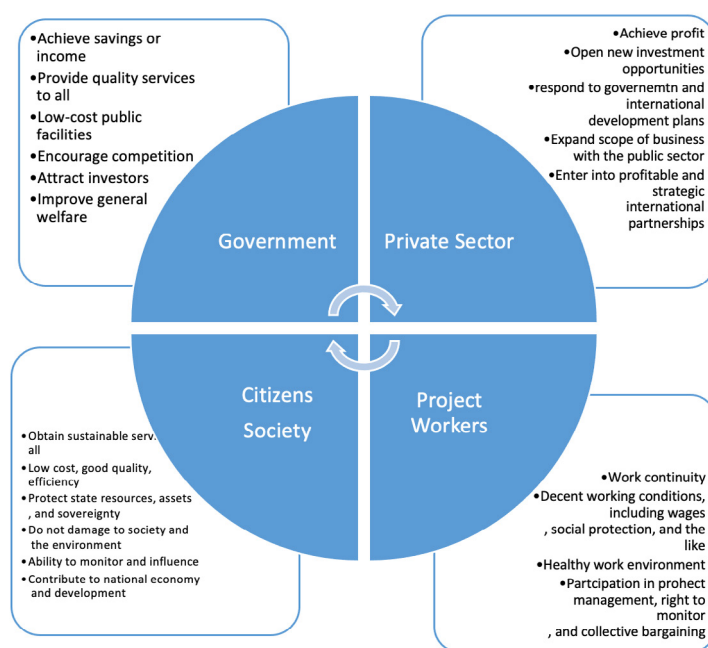 •Achieve savings or
income
•Provide quality services
to all
•Low-cost public
facilities
•Encourage competition
•Attract investors
•Improve general
welfare
Government
•Achieve profit
•Open new investment
opportunities
•respond to governemtn and
international
development plans
•Expand scope of business
with the public sector
•Enter into profitable and
strategic
international
partnerships
Private Sector
Citizens
Society
•Obtain sustainable
all
•Low cost, good quality,
efficiency
•Protect state resources, assets
, and sovereignty
•Do not damage to society and
the environment
•Ability to monitor and influence
•Contribute to national economy
and development
Project
Workers
•Work continuity
•Decent working conditions,
including wages
, social protection, and the
like
•Healthy work environment
•Partcipation in prohect
management, right to
monitor
, and collective bargaining